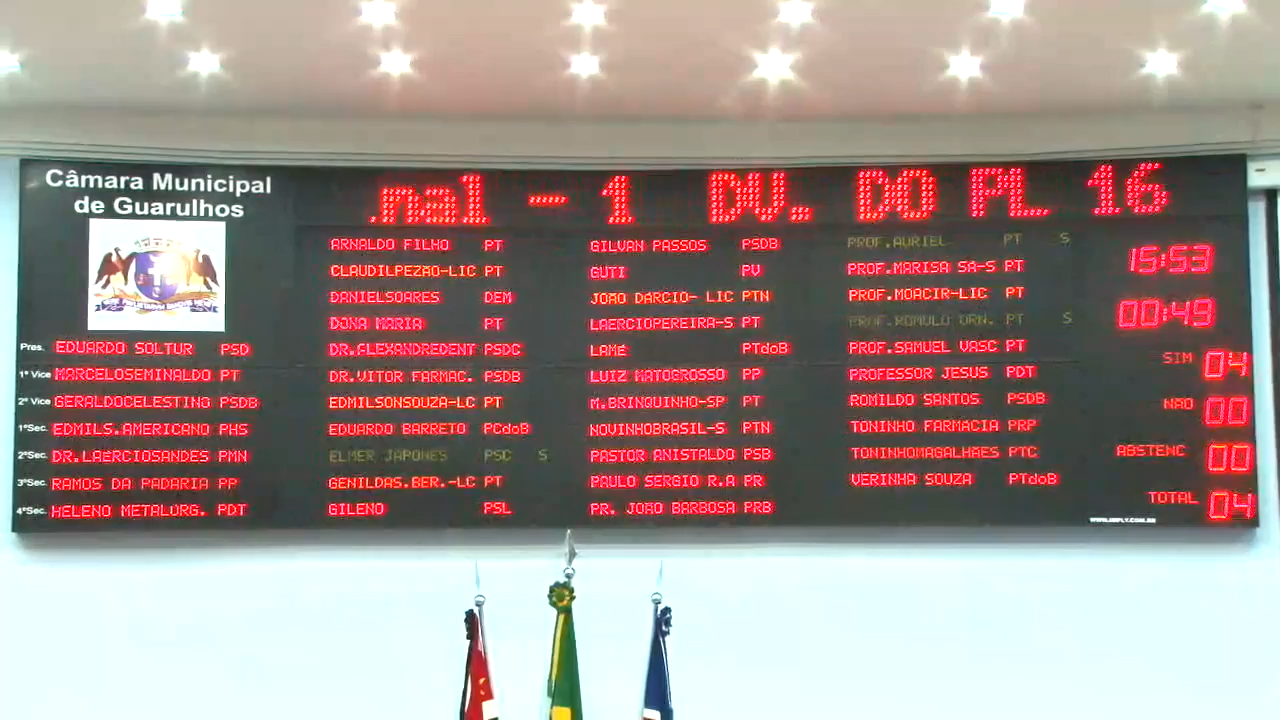 Câmara Municipal
de Guarulhos
.nal - 1 DV. DO PL 16
Pres. EDUARDO SOLTUR PSD
1º Vice MARCELOSEMINALDO PT
2º Vice GERALDOCELESTINO PSDB
1ºSec. EDMILS.AMERICANO PHS
2ºSec. DR.LAERCIOSANDES PMN
3ºSec. RAMOS DA PADARIA PP
4ºSec. HELENO METALURG. PDT
ARNALDO FILHO PT
CLAUDILPEZAO-LIC PT
DANIELSOARES DEM
DONA MARIA PT
DR.ALEXANDREDENT PSDC
DR.VITOR FARMAC. PSDB
EDMILSONSOUZA-LC PT
EDUARDO BARRETO PCdoB
ELMER JAPONES PSC S
GENILDAS.BER.-LC PT
GILENO PSL
GILVAN PASSOS PSDB
GUTI PV
JOAO DARCIO- LIC PTN
LAERCIOPEREIRA-S PT
LAMÉ PTdoB
LUIZ MATOGROSSO PP
M.BRINQUINHO-SP PT
NOVINHOBRASIL-S PTN
PASTOR ANISTALDO PSB
PAULO SERGIO R.A PR
PR. JOAO BARBOSA PRB
PROF.AURIEL PT S
PROF.MARISA SA-S PT
PROF.MOACIR-LIC PT
PROF.ROMULO ORN. PT S
PROF.SAMUEL VASC PT
PROFESSOR JESUS PDT
ROMILDO SANTOS PSDB
TONINHO FARMACIA PRP
TONINHOMAGALHAES PTC
VERINHA SOUZA PTdoB
15:53
00:49
SIM 04
NAO 00
ABSTENC 00
TOTAL 04